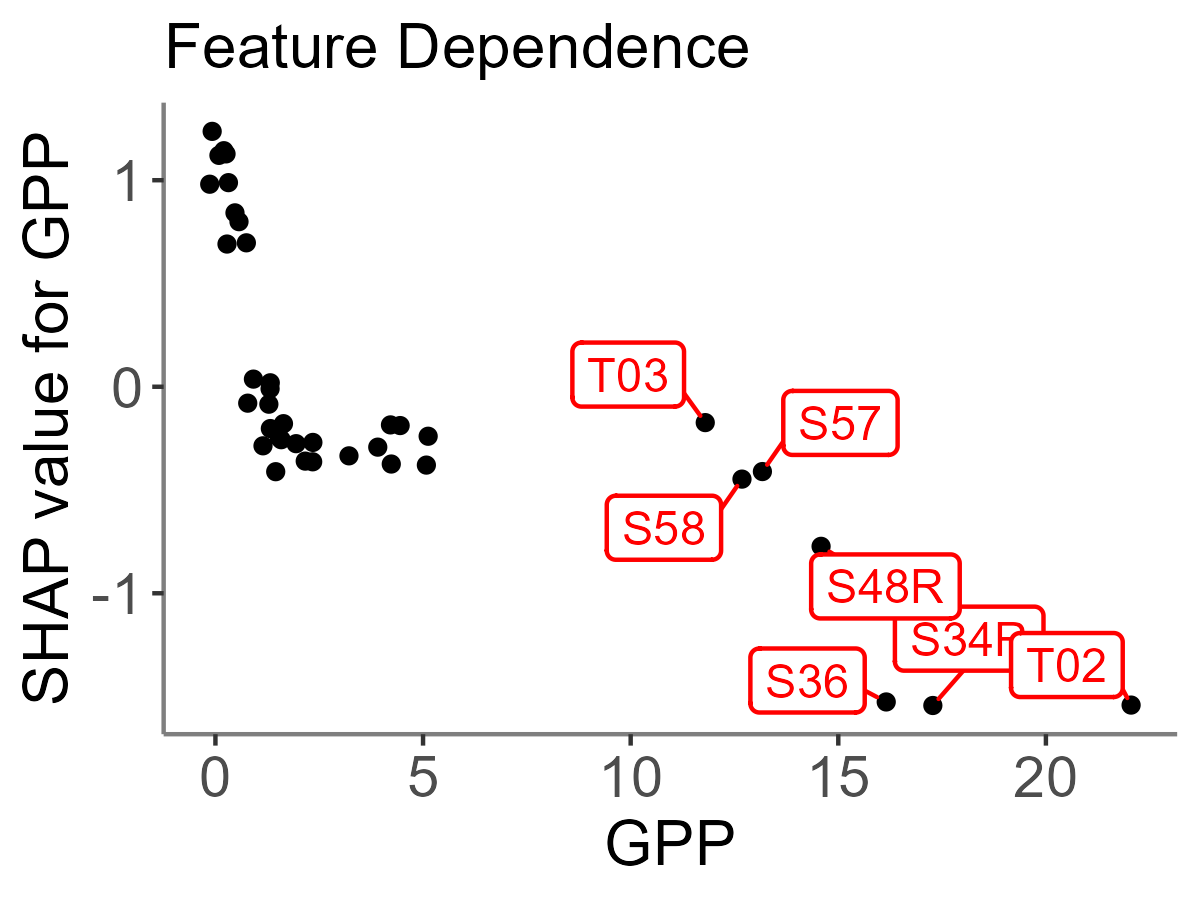 Feature Dependence
SHAP value for GPP
1
0
-1
T03
S57
S58
S48R
S34R
T02
S36
0
5
10
15
20
GPP